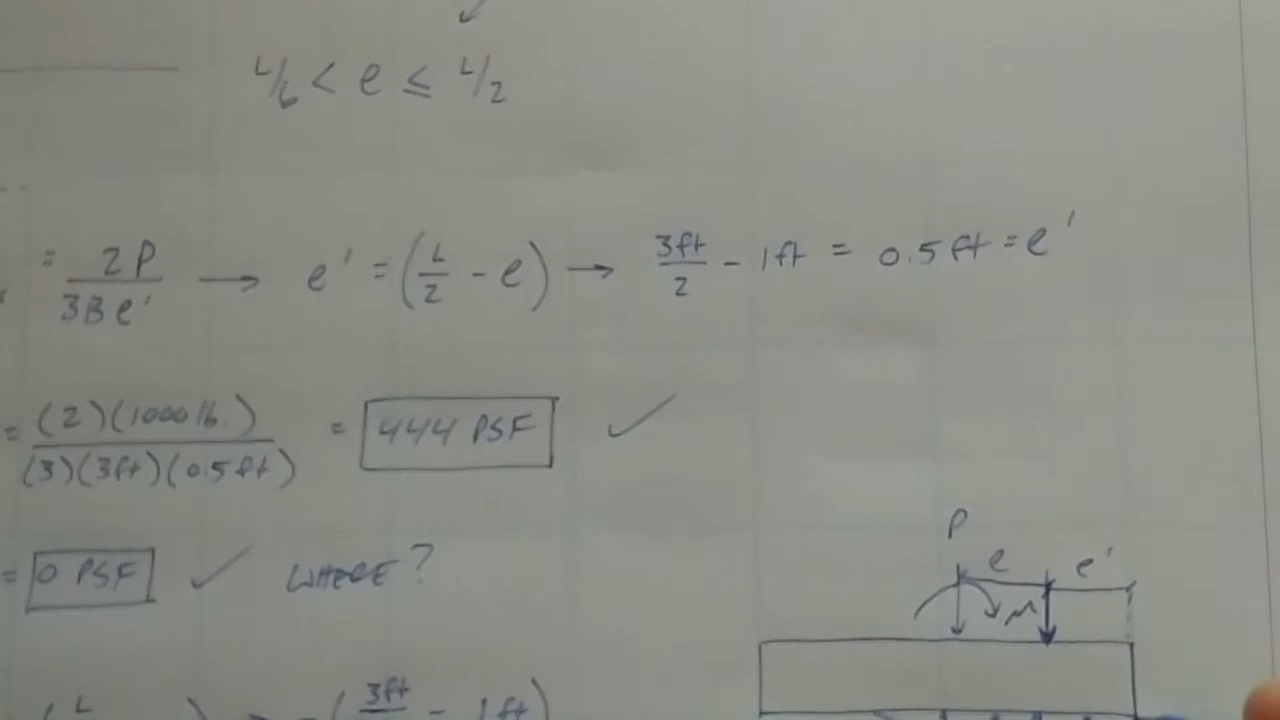 L/6 < e ≤ L/2
= 2P / 3Be' → e' = (L/2 - e) → 3ft/2 - 1ft = 0.5ft = e'
= (2)(1000 lb.) / (3)(3ft)(0.5ft) = 444 PSF ✓
= 0 PSF ✓ WHERE?
P
e e'
M
L ) → (3ft - 1ft)